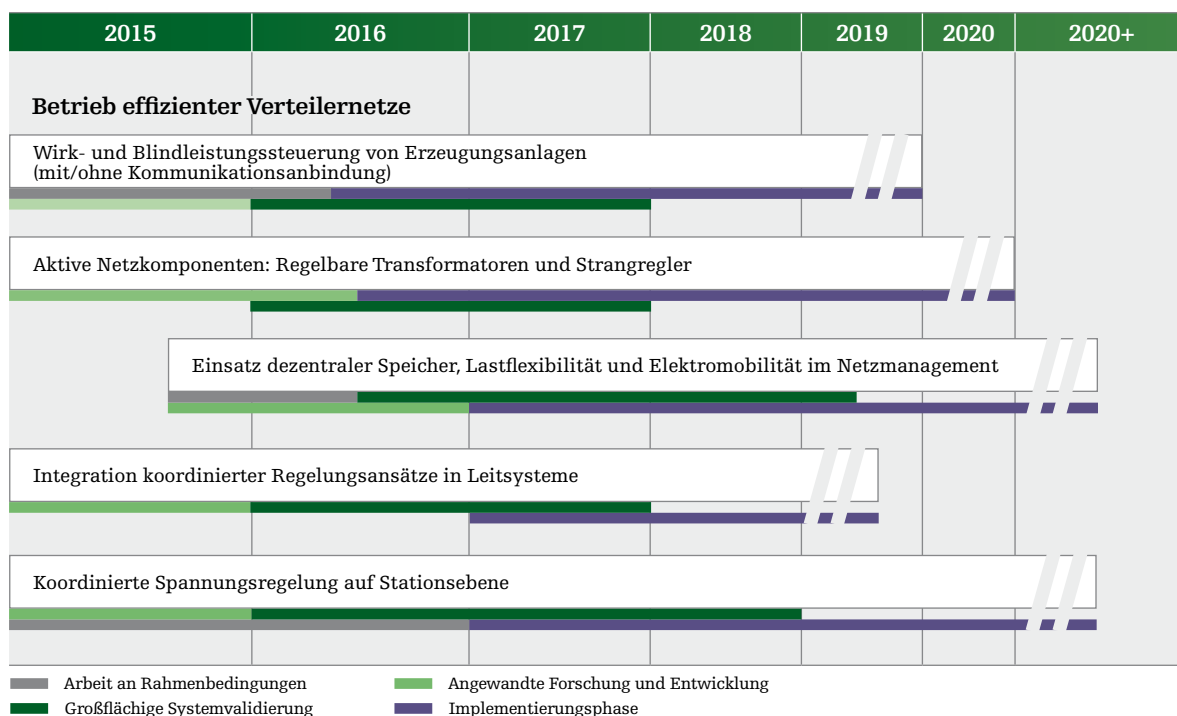 2015 2016 2017 2018 2019 2020 2020+
Betrieb effizienter Verteilernetze
Wirk- und Blindleistungssteuerung von Erzeugungsanlagen
(mit/ohne Kommunikationsanbindung)
Aktive Netzkomponenten: Regelbare Transformatoren und Strangregler
Einsatz dezentraler Speicher, Lastflexibilität und Elektromobilität im Netzmanagement
Integration koordinierter Regelungsansätze in Leitsysteme
Koordinierte Spannungsregelung auf Stationsebene
Arbeit an Rahmenbedingungen Angewandte Forschung und Entwicklung
Großflächige Systemvalidierung Implementierungsphase